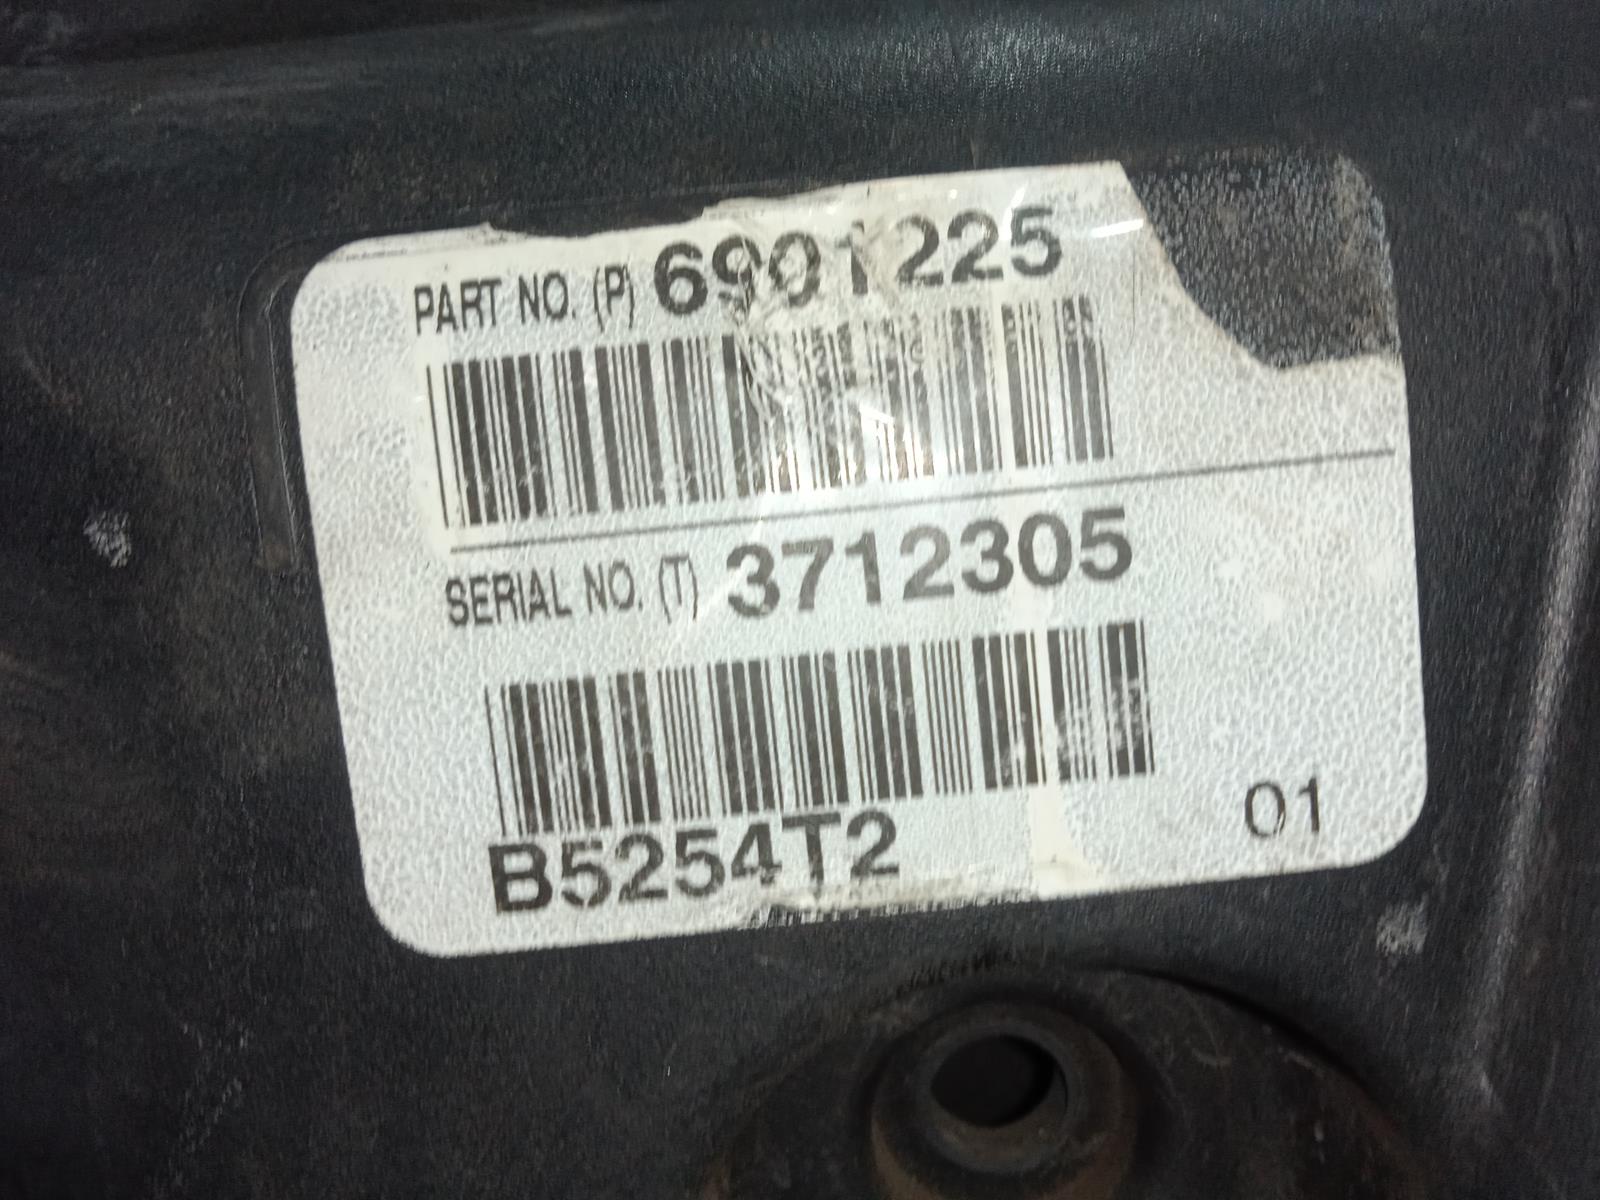 PART NO. (P) 6901225
SERIAL NO. (T) 3712305
B5254T2
01